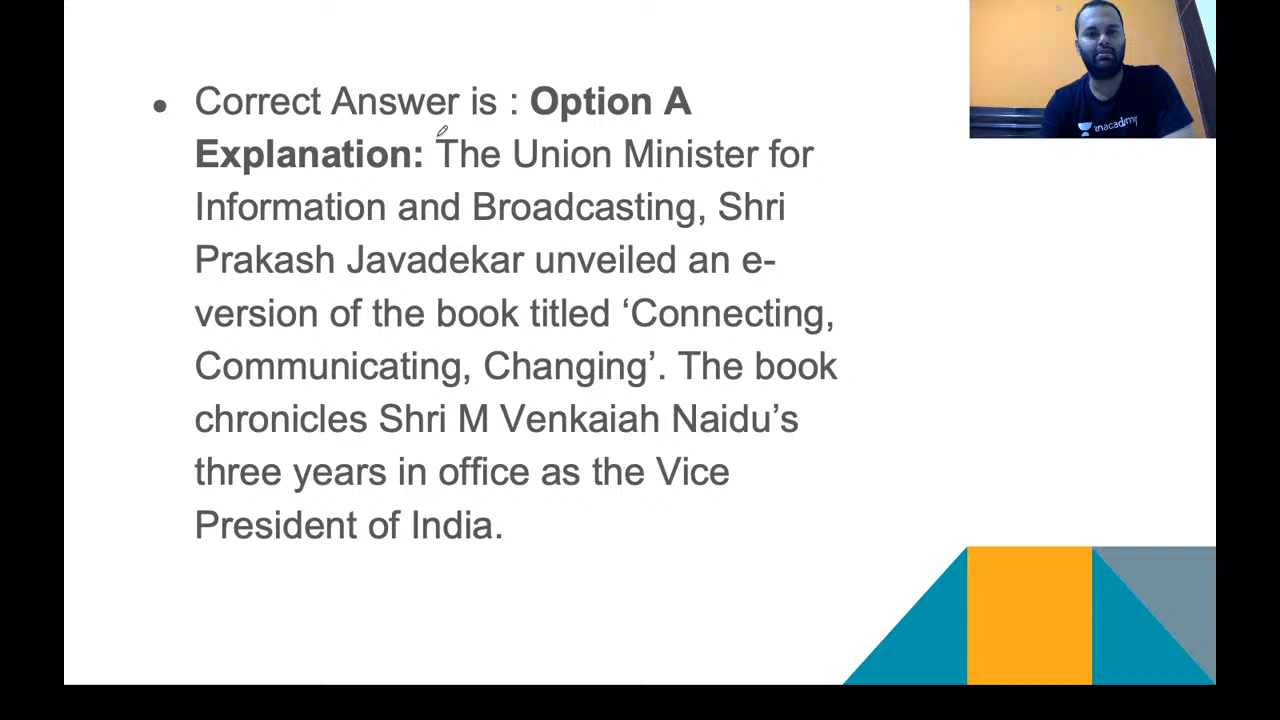 Correct Answer is : Option A
Explanation: The Union Minister for
Information and Broadcasting, Shri
Prakash Javadekar unveiled an e-
version of the book titled ‘Connecting,
Communicating, Changing’. The book
chronicles Shri M Venkaiah Naidu’s
three years in office as the Vice
President of India.
unacademy